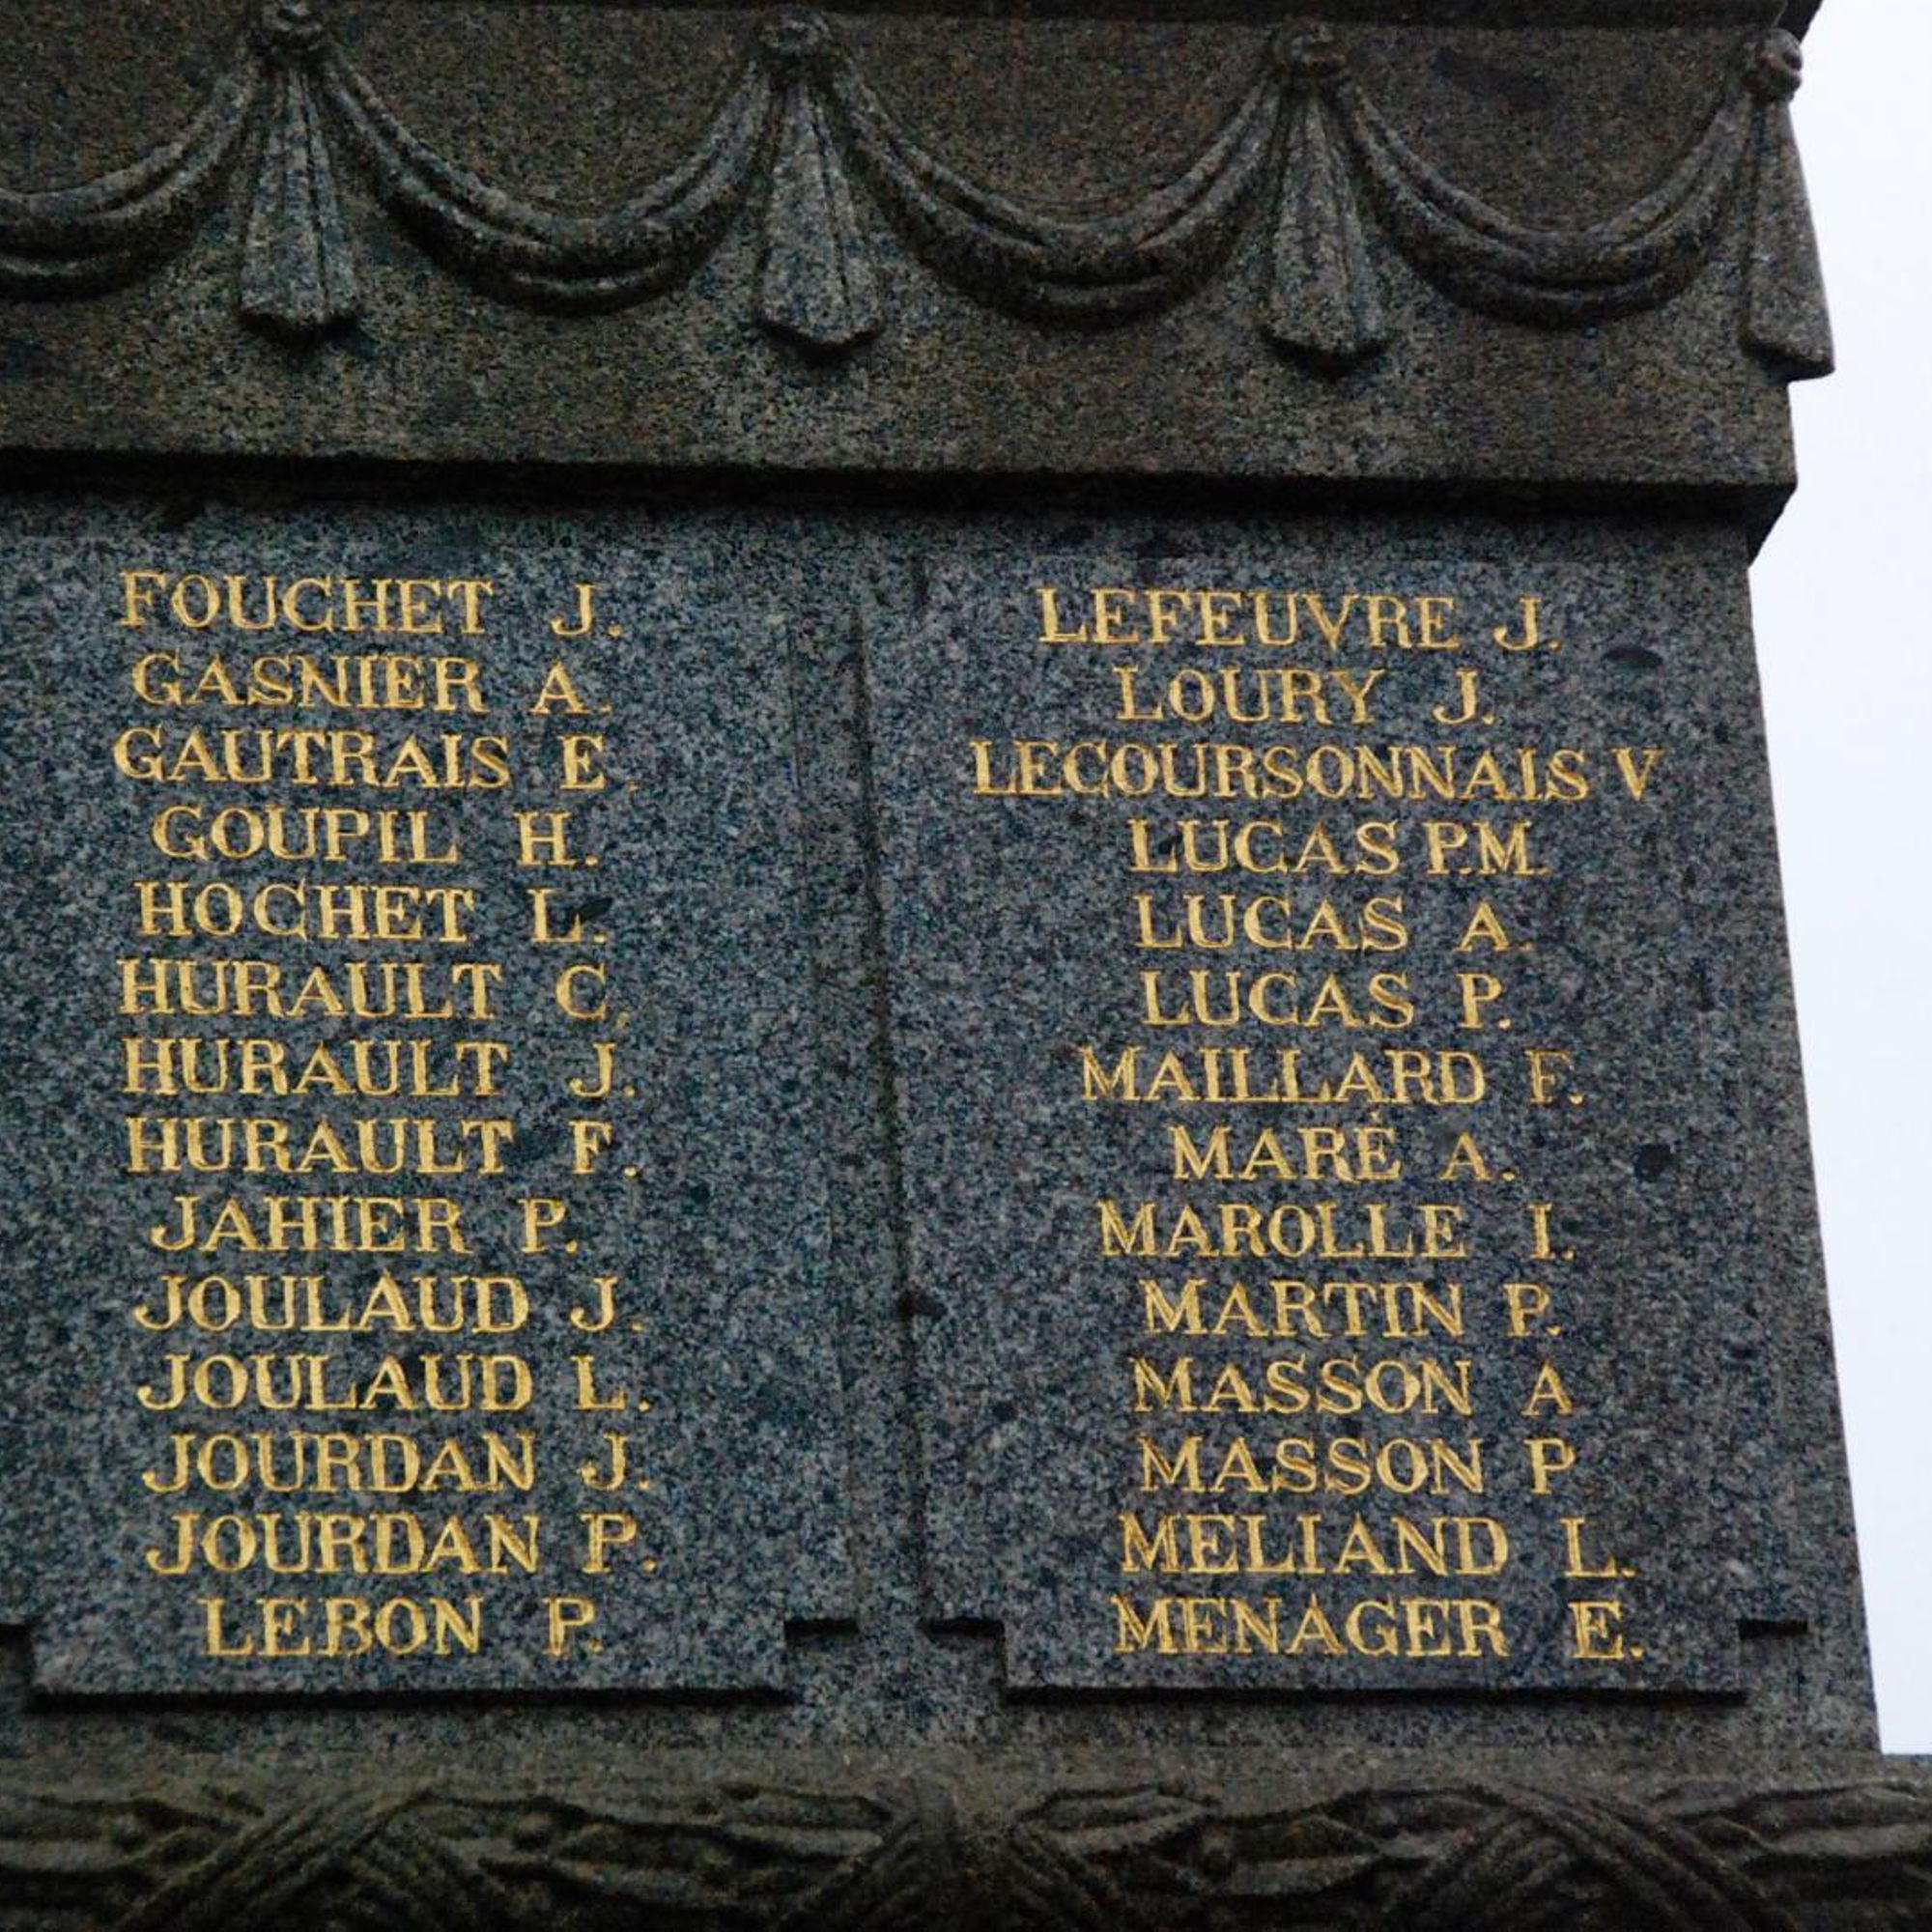 FOUCHET J.
GASNIER A.
GAUTRAIS E.
GOUPIL H.
HOCHET L.
HURAULT C.
HURAULT J.
HURAULT F.
JAHIER P.
JOULAUD J.
JOULAUD L.
JOURDAN J.
JOURDAN P.
LEBON P.
LEFEUVRE J.
LOURY J.
LECOURSONNAIS V
LUCAS P.M.
LUCAS A.
LUCAS P.
MAILLARD F.
MARÉ A.
MAROLLE I.
MARTIN P.
MASSON A
MASSON P
MELIAND L.
MENAGER E.